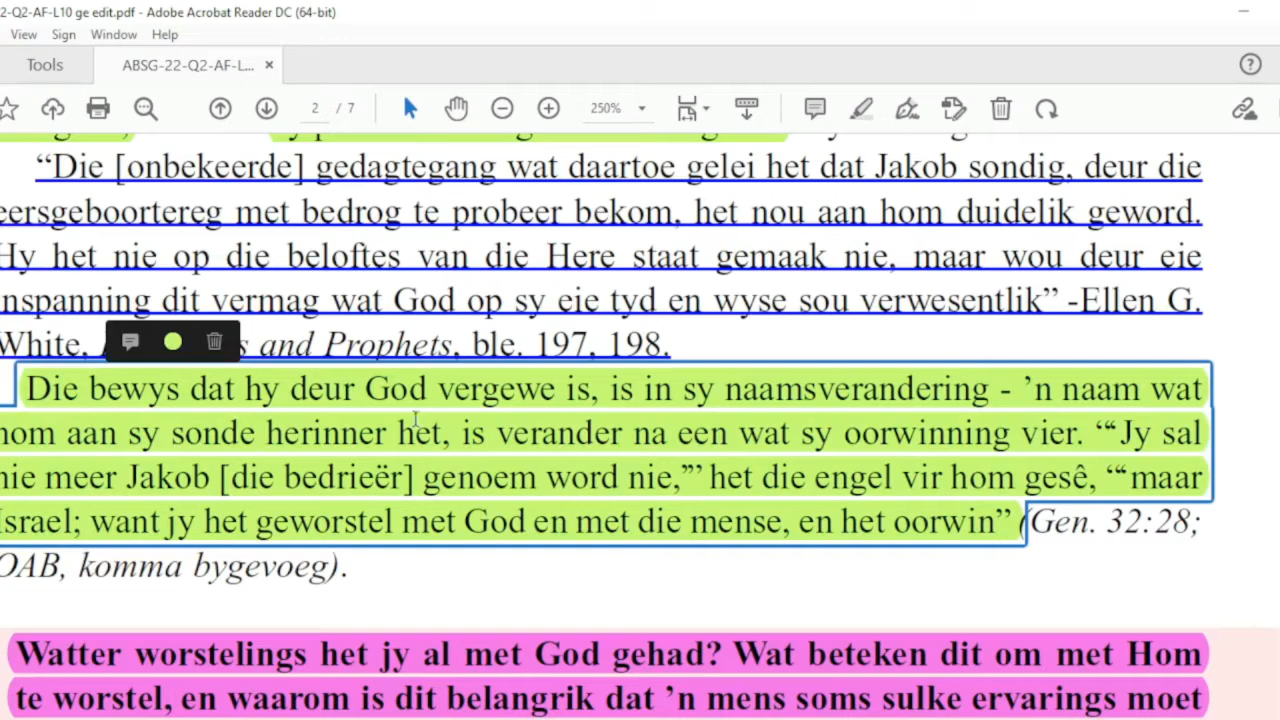 2-Q2-AF-L10 ge edit.pdf - Adobe Acrobat Reader DC (64-bit)
View Sign Window Help
Tools ABSG-22-Q2-AF-L... ×
2 / 7 250%
“Die [onbekeerde] gedagtegang wat daartoe gelei het dat Jakob sondig, deur die
eersgeboortereg met bedrog te probeer bekom, het nou aan hom duidelik geword.
Hy het nie op die beloftes van die Here staat gemaak nie, maar wou deur eie
inspanning dit vermag wat God op sy eie tyd en wyse sou verwesentlik” -Ellen G.
White, and Prophets, ble. 197, 198.
Die bewys dat hy deur God vergewe is, is in sy naamsverandering - ’n naam wat
hom aan sy sonde herinner het, is verander na een wat sy oorwinning vier. “‘Jy sal
nie meer Jakob [die bedrieër] genoem word nie,’” het die engel vir hom gesê, “‘maar
Israel; want jy het geworstel met God en met die mense, en het oorwin” (Gen. 32:28;
OAB, komma bygevoeg).
Watter worstelings het jy al met God gehad? Wat beteken dit om met Hom
te worstel, en waarom is dit belangrik dat ’n mens soms sulke ervarings moet